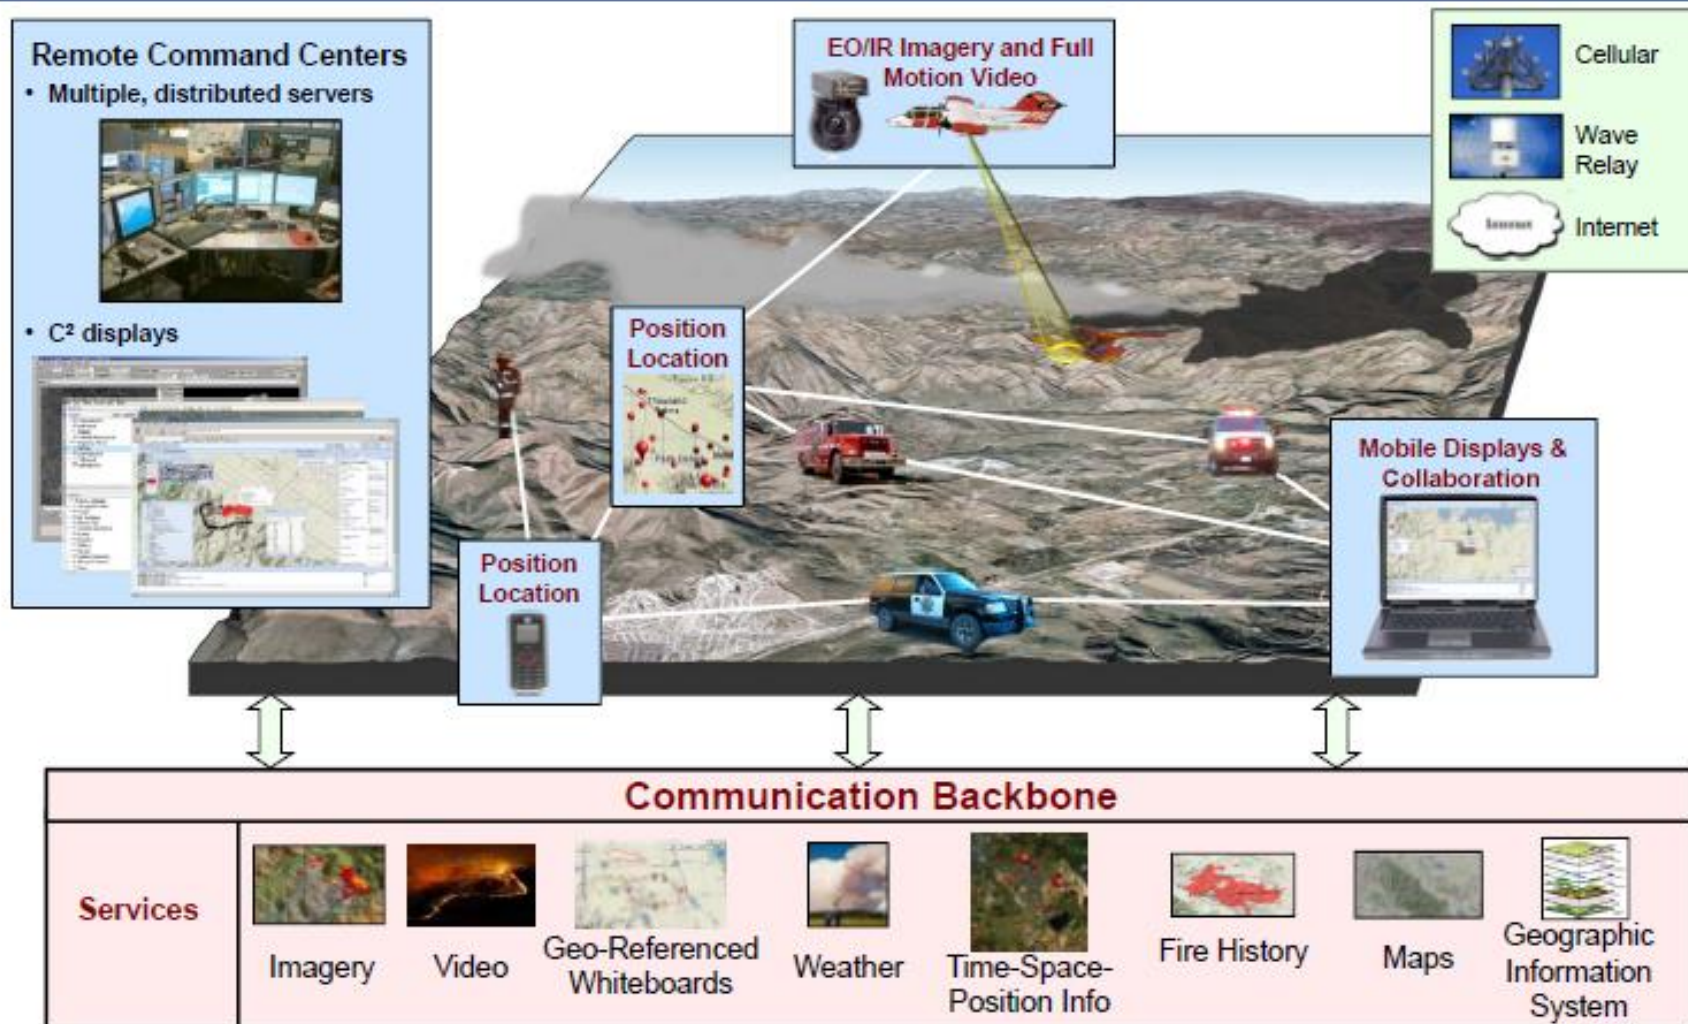 Remote Command Centers
• Multiple, distributed servers
• C² displays
EO/IR Imagery and Full
Motion Video
Cellular
Wave
Relay
Internet
Internet
Position
Location
Position
Location
Mobile Displays &
Collaboration
Communication Backbone
Services
Imagery
Video
Geo-Referenced
Whiteboards
Weather
Time-Space-
Position Info
Fire History
Maps
Geographic
Information
System